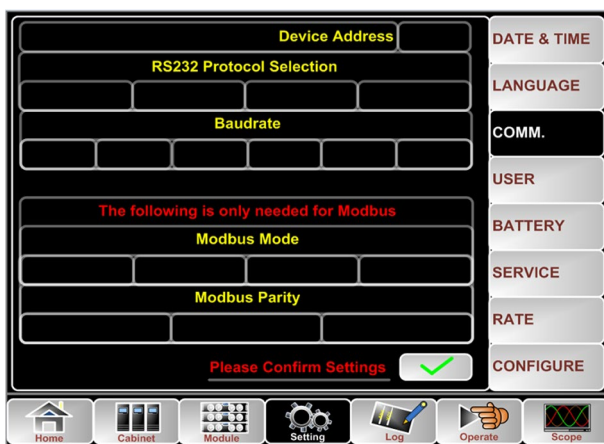 Device Address
RS232 Protocol Selection
Baudrate
The following is only needed for Modbus
Modbus Mode
Modbus Parity
Please Confirm Settings
DATE & TIME
LANGUAGE
COMM.
USER
BATTERY
SERVICE
RATE
CONFIGURE
Home
Cabinet
Module
Setting
Log
Operate
Scope